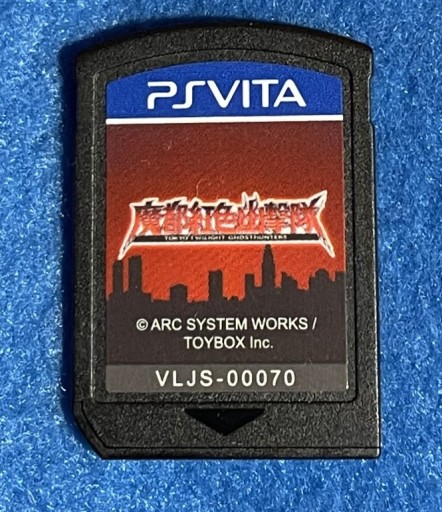 PSVITA
魔都紅色幽撃隊
TOKYO TWILIGHT GHOSTHUNTERS
© ARC SYSTEM WORKS /
TOYBOX Inc.
VLJS-00070